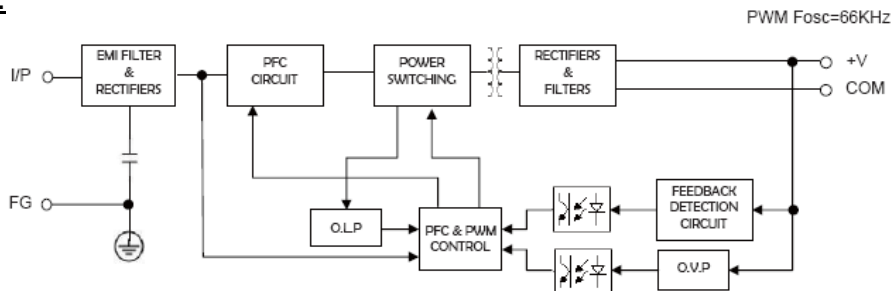 PWM Fosc=66KHz
I/P
EMI FILTER
&
RECTIFIERS
PFC
CIRCUIT
POWER
SWITCHING
RECTIFIERS
&
FILTERS
+V
COM
FG
O.L.P
PFC & PWM
CONTROL
FEEDBACK
DETECTION
CIRCUIT
O.V.P